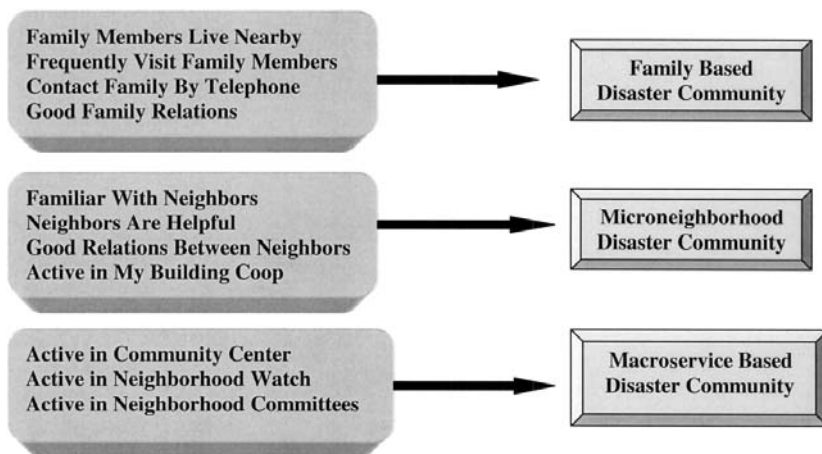 Family Members Live Nearby
Frequently Visit Family Members
Contact Family By Telephone
Good Family Relations
Family Based
Disaster Community
Familiar With Neighbors
Neighbors Are Helpful
Good Relations Between Neighbors
Active in My Building Coop
Microneighborhood
Disaster Community
Active in Community Center
Active in Neighborhood Watch
Active in Neighborhood Committees
Macroservice Based
Disaster Community